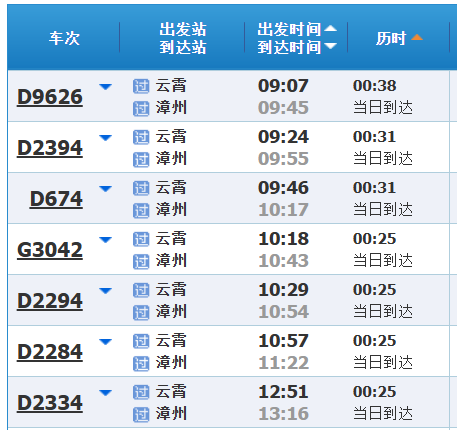 车次 出发站 出发时间 历时
到达站 到达时间
D9626 过 云霄 09:07 00:38
过 漳州 09:45 当日到达
D2394 过 云霄 09:24 00:31
过 漳州 09:55 当日到达
D674 过 云霄 09:46 00:31
过 漳州 10:17 当日到达
G3042 过 云霄 10:18 00:25
过 漳州 10:43 当日到达
D2294 过 云霄 10:29 00:25
过 漳州 10:54 当日到达
D2284 过 云霄 10:57 00:25
过 漳州 11:22 当日到达
D2334 过 云霄 12:51 00:25
过 漳州 13:16 当日到达